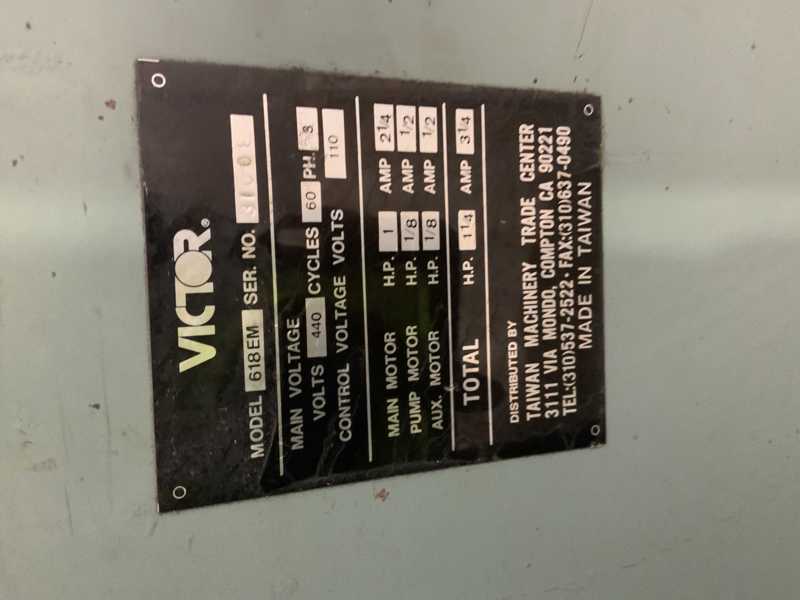 VICTOR®
MODEL 618EM SER. NO.
MAIN VOLTAGE
VOLTS 440 CYCLES 60 PH. 3
CONTROL VOLTAGE VOLTS 110
MAIN MOTOR H.P. 1 AMP 2 1/4
PUMP MOTOR H.P. 1/8 AMP 1/2
AUX. MOTOR H.P. 1/8 AMP 1/2
TOTAL H.P. 1 1/4 AMP 3 1/4
DISTRIBUTED BY
TAIWAN MACHINERY TRADE CENTER
3111 VIA MONDO, COMPTON CA 90221
TEL:(310)537-2522 · FAX:(310)637-0490
MADE IN TAIWAN